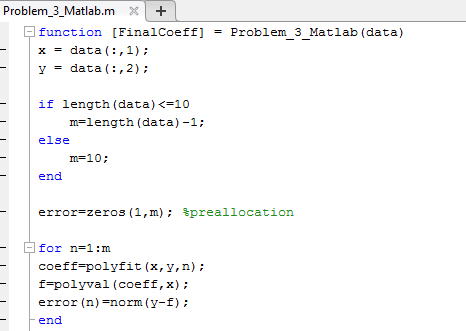 Problem_3_Matlab.m × +
function [FinalCoeff] = Problem_3_Matlab(data)
x = data(:,1);
y = data(:,2);
if length(data)<=10
m=length(data)-1;
else
m=10;
end
error=zeros(1,m); %preallocation
for n=1:m
coeff=polyfit(x,y,n);
f=polyval(coeff,x);
error(n)=norm(y-f);
end